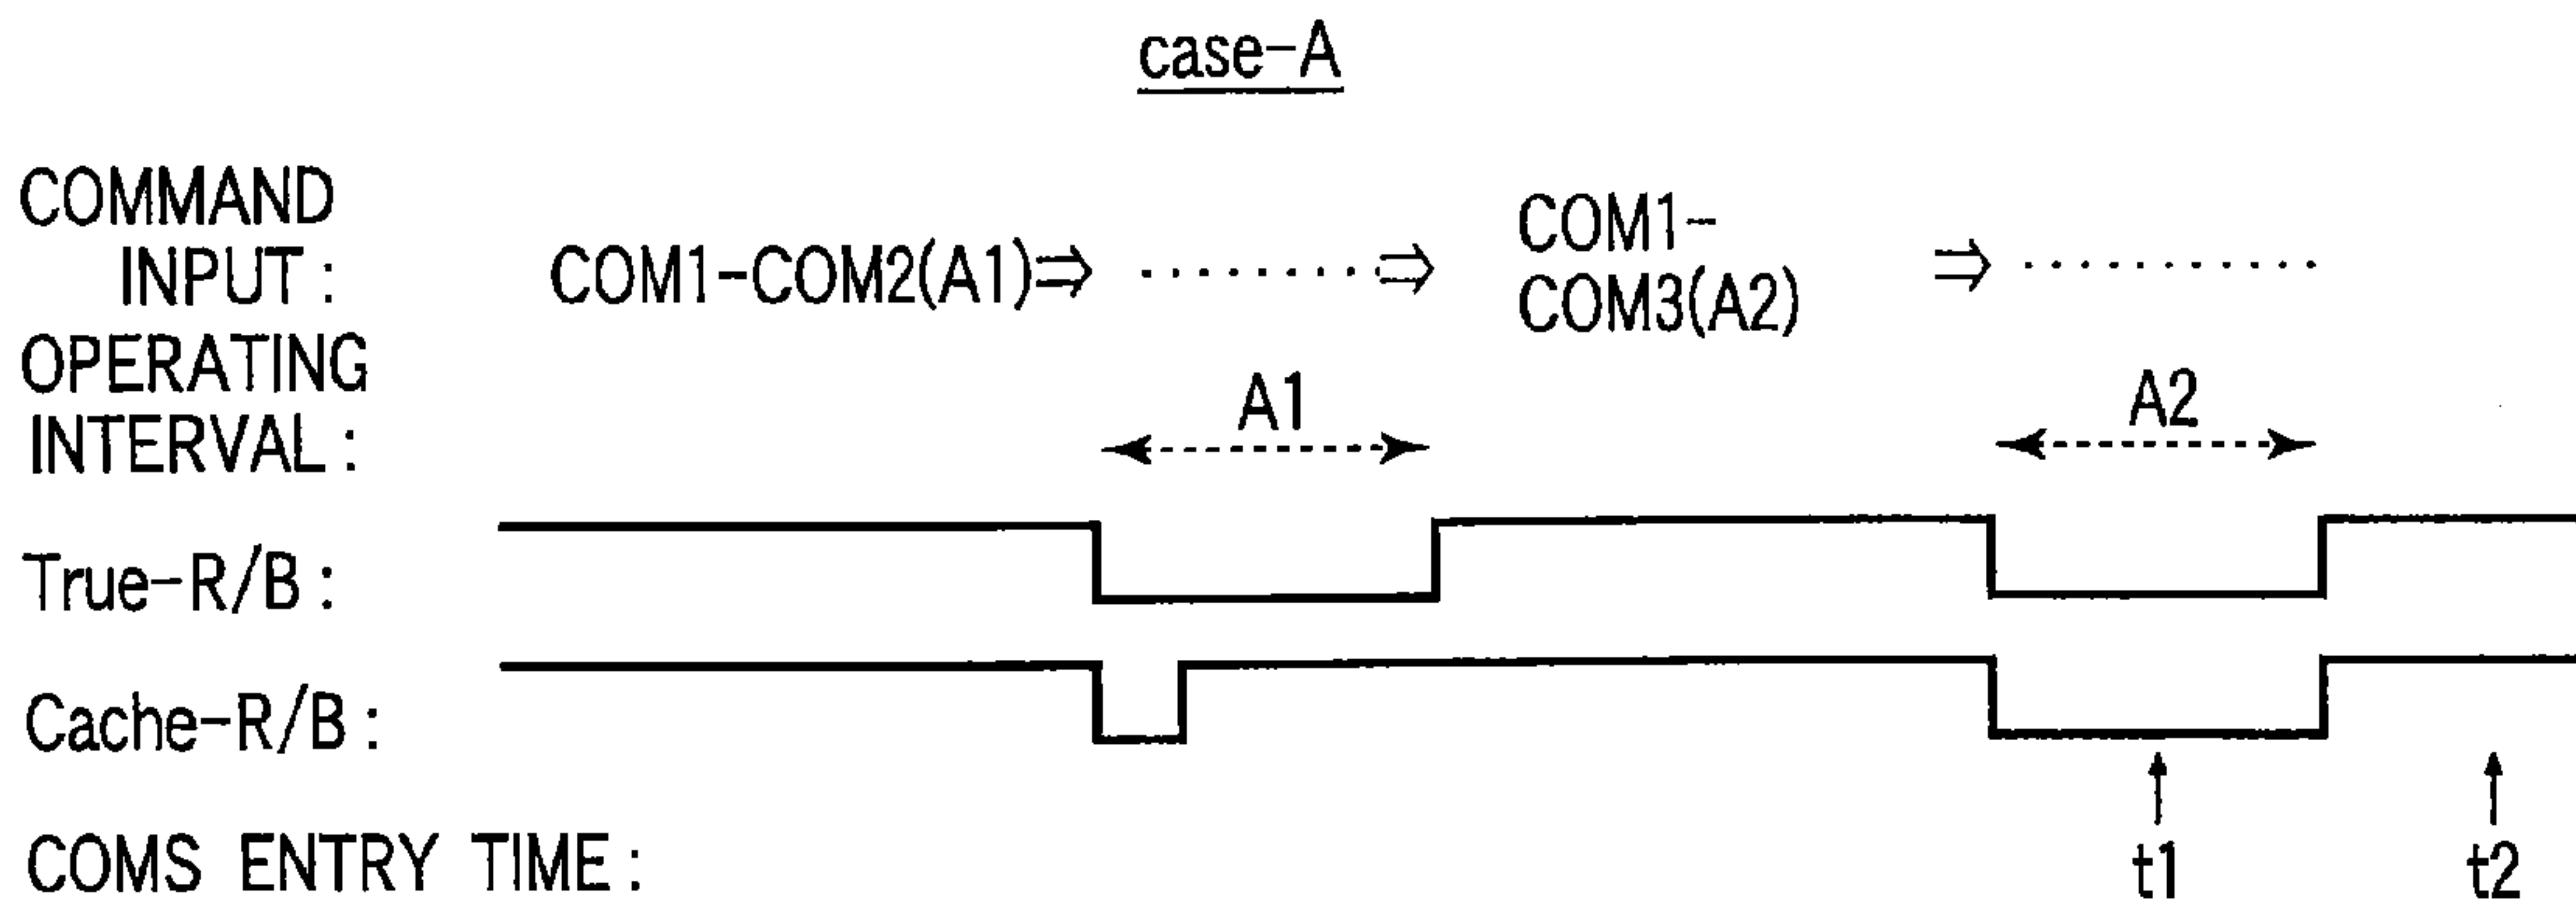 case-A
COMMAND
INPUT :
COM1-COM2(A1)⇒ ·········⇒ COM1-
COM3(A2) ⇒ ···········
OPERATING
INTERVAL :
A1 A2
True-R/B :
Cache-R/B :
COMS ENTRY TIME : t1 t2